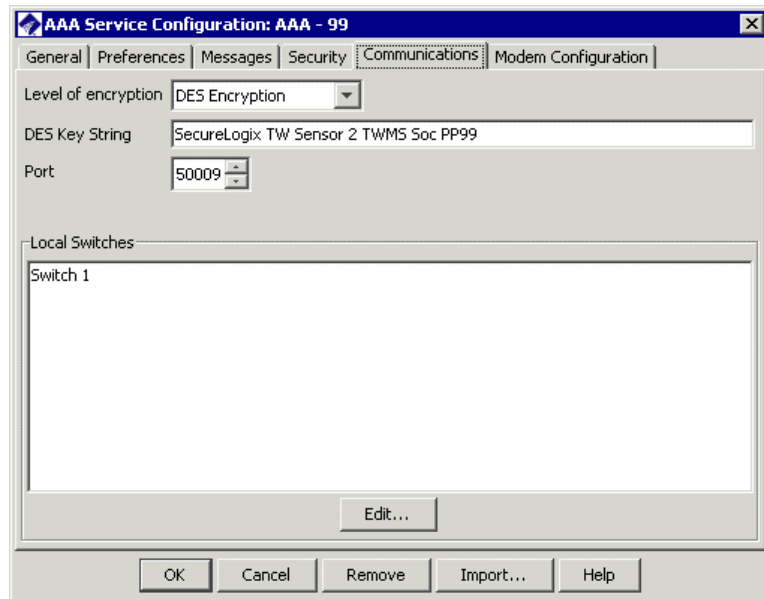 AAA Service Configuration: AAA - 99
General Preferences Messages Security Communications Modem Configuration
Level of encryption DES Encryption
DES Key String SecureLogix TW Sensor 2 TWMS Soc PP99
Port 50009
Local Switches
Switch 1
Edit...
OK Cancel Remove Import... Help